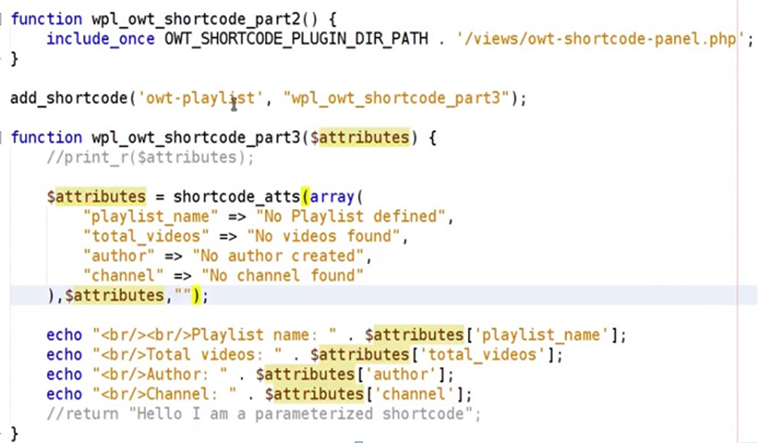 function wpl_owt_shortcode_part2() {
    include_once OWT_SHORTCODE_PLUGIN_DIR_PATH . '/views/owt-shortcode-panel.php';
}

add_shortcode('owt-playlist', "wpl_owt_shortcode_part3");

function wpl_owt_shortcode_part3($attributes) {
    //print_r($attributes);

    $attributes = shortcode_atts(array(
        "playlist_name" => "No Playlist defined",
        "total_videos" => "No videos found",
        "author" => "No author created",
        "channel" => "No channel found"
    ),$attributes,"");

    echo "<br/><br/>Playlist name: " . $attributes['playlist_name'];
    echo "<br/>Total videos: " . $attributes['total_videos'];
    echo "<br/>Author: " . $attributes['author'];
    echo "<br/>Channel: " . $attributes['channel'];
    //return "Hello I am a parameterized shortcode";
}